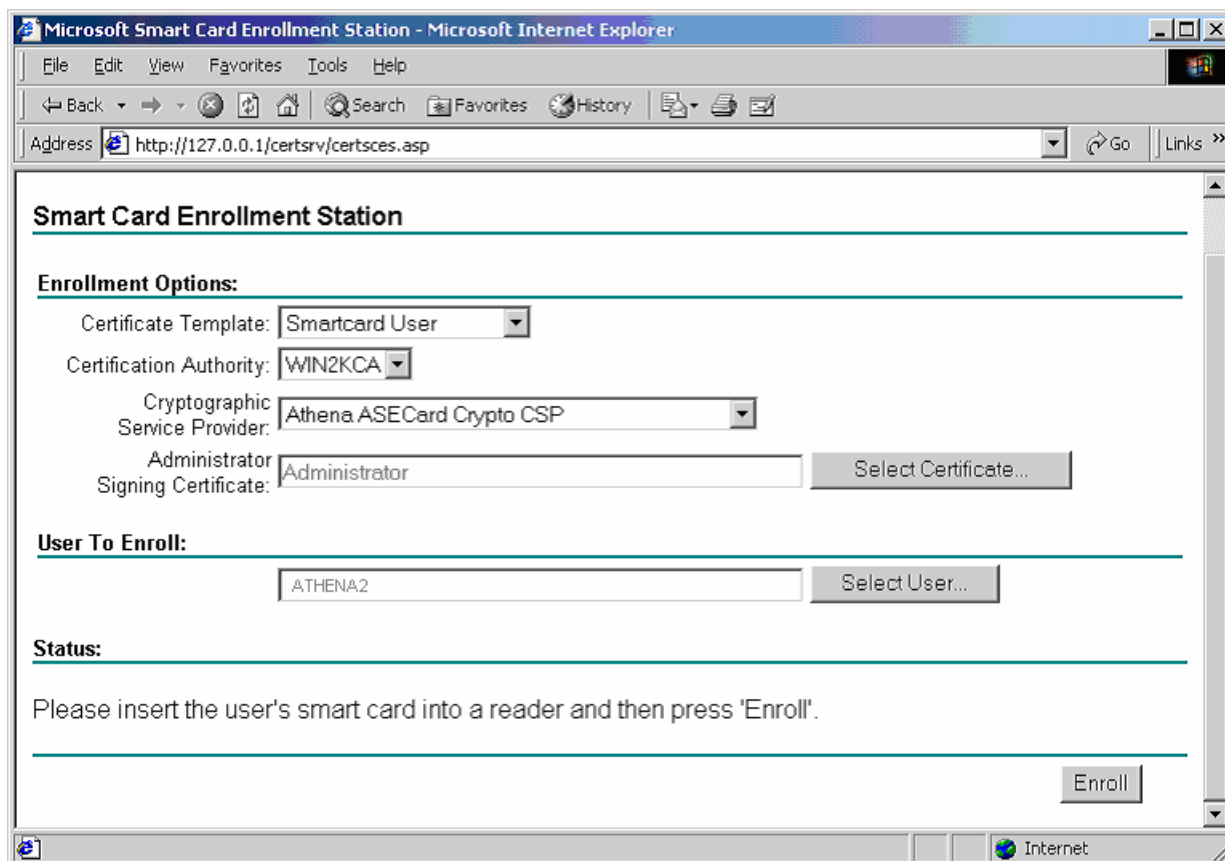 Microsoft Smart Card Enrollment Station - Microsoft Internet Explorer
File Edit View Favorites Tools Help
Back Search Favorites History
Address http://127.0.0.1/certsrv/certsces.asp Go Links »
Smart Card Enrollment Station
Enrollment Options:
Certificate Template: Smartcard User
Certification Authority: WIN2KCA
Cryptographic
Service Provider: Athena ASECard Crypto CSP
Administrator
Signing Certificate: Administrator Select Certificate...
User To Enroll:
ATHENA2 Select User...
Status:
Please insert the user's smart card into a reader and then press 'Enroll'.
Enroll
Internet